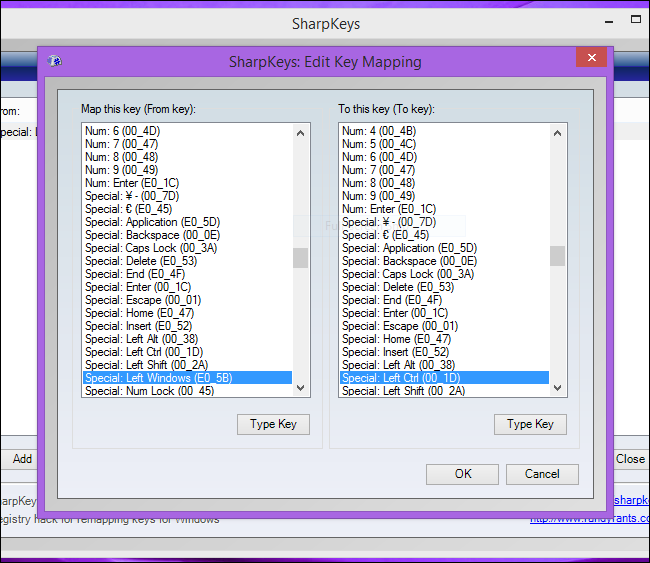 SharpKeys
SharpKeys: Edit Key Mapping
Map this key (From key):
Num: 6 (00_4D)
Num: 7 (00_47)
Num: 8 (00_48)
Num: 9 (00_49)
Num: Enter (E0_1C)
Special: ¥ - (00_7D)
Special: € (E0_45)
Special: Application (E0_5D)
Special: Backspace (00_0E)
Special: Caps Lock (00_3A)
Special: Delete (E0_53)
Special: End (E0_4F)
Special: Enter (00_1C)
Special: Escape (00_01)
Special: Home (E0_47)
Special: Insert (E0_52)
Special: Left Alt (00_38)
Special: Left Ctrl (00_1D)
Special: Left Shift (00_2A)
Special: Left Windows (E0_5B)
Special: Num Lock (00_45)
Type Key
To this key (To key):
Num: 4 (00_4B)
Num: 5 (00_4C)
Num: 6 (00_4D)
Num: 7 (00_47)
Num: 8 (00_48)
Num: 9 (00_49)
Num: Enter (E0_1C)
Special: ¥ - (00_7D)
Special: € (E0_45)
Special: Application (E0_5D)
Special: Backspace (00_0E)
Special: Caps Lock (00_3A)
Special: Delete (E0_53)
Special: End (E0_4F)
Special: Enter (00_1C)
Special: Escape (00_01)
Special: Home (E0_47)
Special: Insert (E0_52)
Special: Left Alt (00_38)
Special: Left Ctrl (00_1D)
Special: Left Shift (00_2A)
Type Key
OK
Cancel
rom:
pecial:
Add
Close
harpKey
sharpk
egistry hack for remapping keys for Windows
http://www.randyrants.co